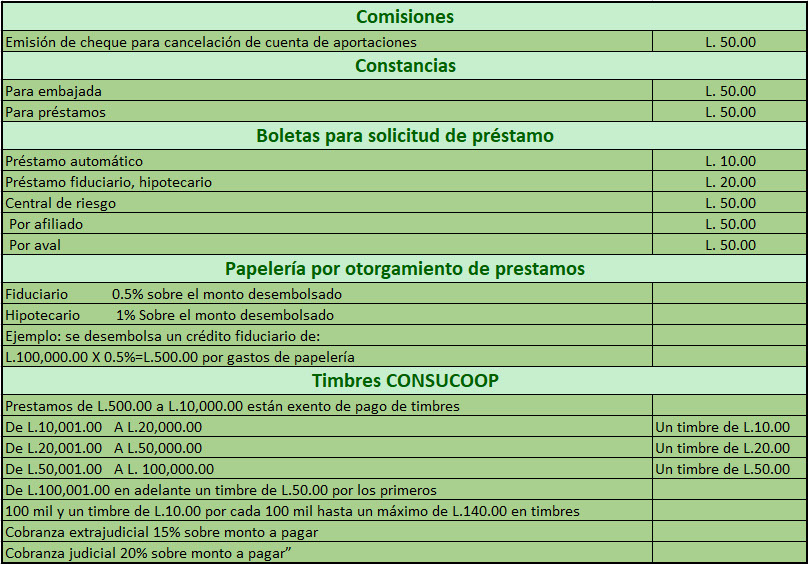 Comisiones
Emisión de cheque para cancelación de cuenta de aportaciones L. 50.00
Constancias
Para embajada L. 50.00
Para préstamos L. 50.00
Boletas para solicitud de préstamo
Préstamo automático L. 10.00
Préstamo fiduciario, hipotecario L. 20.00
Central de riesgo L. 50.00
Por afiliado L. 50.00
Por aval L. 50.00
Papelería por otorgamiento de prestamos
Fiduciario 0.5% sobre el monto desembolsado
Hipotecario 1% Sobre el monto desembolsado
Ejemplo: se desembolsa un crédito fiduciario de:
L.100,000.00 X 0.5%=L.500.00 por gastos de papelería
Timbres CONSUCOOP
Prestamos de L.500.00 a L.10,000.00 están exento de pago de timbres
De L.10,001.00 A L.20,000.00 Un timbre de L.10.00
De L.20,001.00 A L.50,000.00 Un timbre de L.20.00
De L.50,001.00 A L. 100,000.00 Un timbre de L.50.00
De L.100,001.00 en adelante un timbre de L.50.00 por los primeros
100 mil y un timbre de L.10.00 por cada 100 mil hasta un máximo de L.140.00 en timbres
Cobranza extrajudicial 15% sobre monto a pagar
Cobranza judicial 20% sobre monto a pagar”